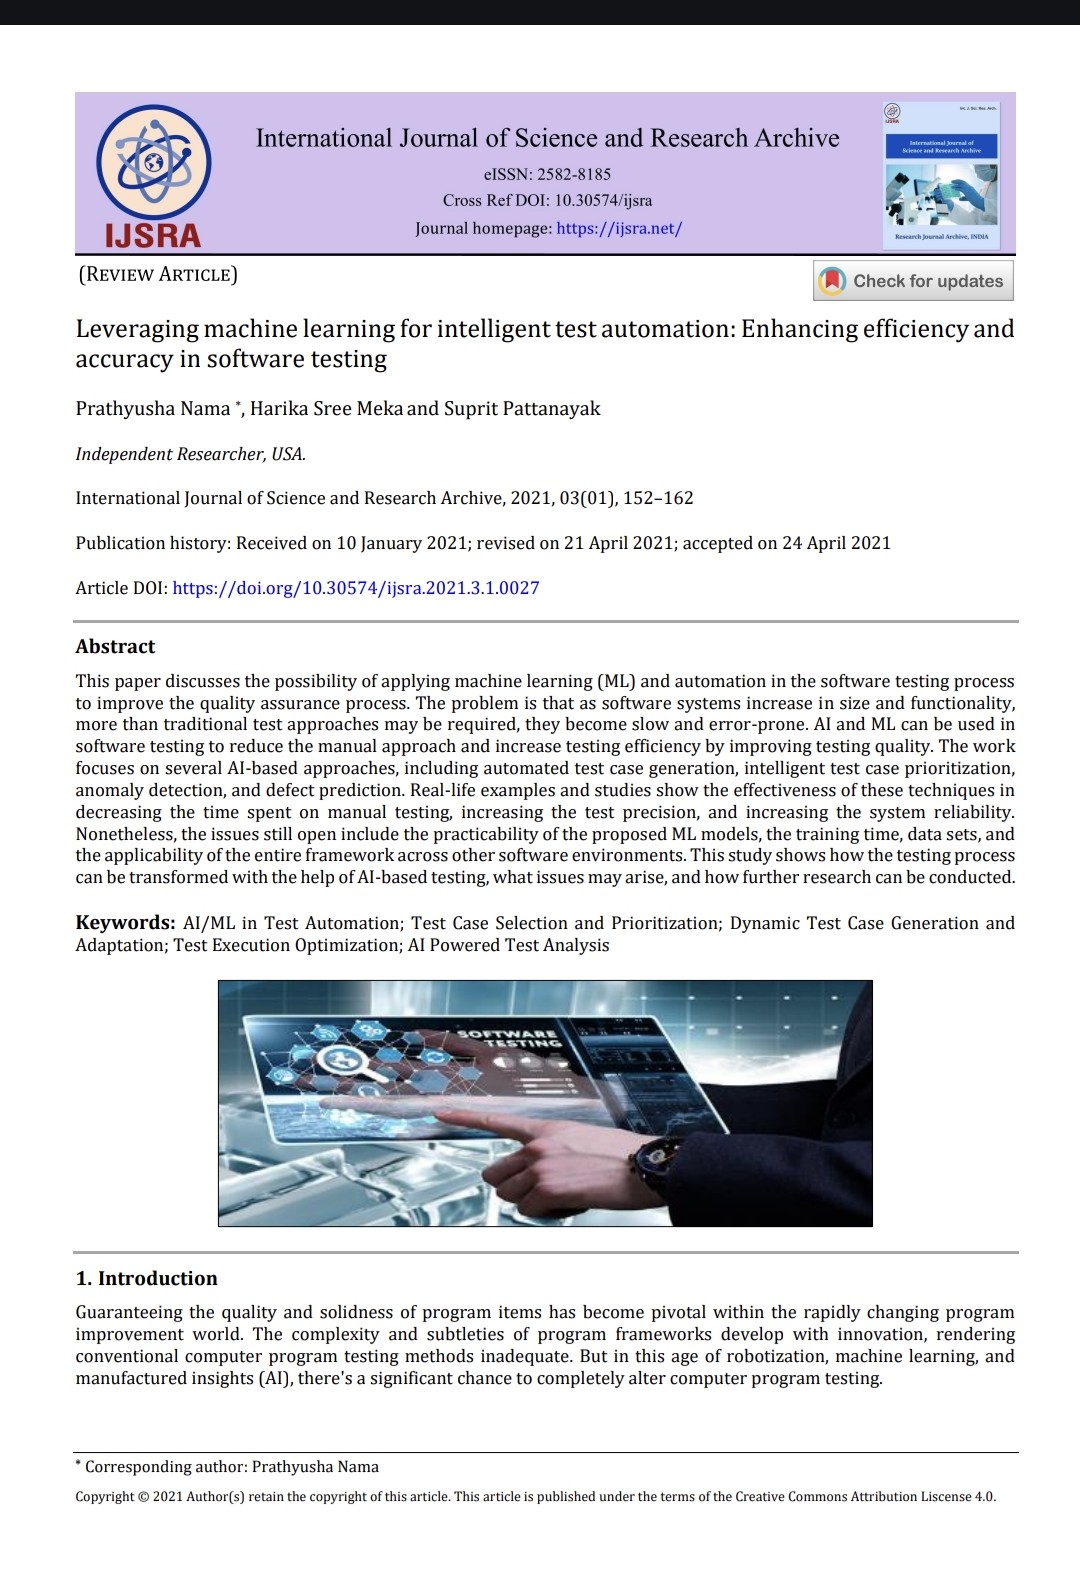 International Journal of Science and Research Archive
eISSN: 2582-8185
Cross Ref DOI: 10.30574/ijsra
Journal homepage: https://ijsra.net/
IJSRA
IJSRA
Int. J. Sci. Res. Arch.
International Journal of
Science and Research Archive
Research Journal Archive, INDIA
(REVIEW ARTICLE)
Check for updates
Leveraging machine learning for intelligent test automation: Enhancing efficiency and
accuracy in software testing
Prathyusha Nama *, Harika Sree Meka and Suprit Pattanayak
Independent Researcher, USA.
International Journal of Science and Research Archive, 2021, 03(01), 152–162
Publication history: Received on 10 January 2021; revised on 21 April 2021; accepted on 24 April 2021
Article DOI: https://doi.org/10.30574/ijsra.2021.3.1.0027
Abstract
This paper discusses the possibility of applying machine learning (ML) and automation in the software testing process
to improve the quality assurance process. The problem is that as software systems increase in size and functionality,
more than traditional test approaches may be required, they become slow and error-prone. AI and ML can be used in
software testing to reduce the manual approach and increase testing efficiency by improving testing quality. The work
focuses on several AI-based approaches, including automated test case generation, intelligent test case prioritization,
anomaly detection, and defect prediction. Real-life examples and studies show the effectiveness of these techniques in
decreasing the time spent on manual testing, increasing the test precision, and increasing the system reliability.
Nonetheless, the issues still open include the practicability of the proposed ML models, the training time, data sets, and
the applicability of the entire framework across other software environments. This study shows how the testing process
can be transformed with the help of AI-based testing, what issues may arise, and how further research can be conducted.
Keywords: AI/ML in Test Automation; Test Case Selection and Prioritization; Dynamic Test Case Generation and
Adaptation; Test Execution Optimization; AI Powered Test Analysis
SOFTWARE
TESTING
1. Introduction
Guaranteeing the quality and solidness of program items has become pivotal within the rapidly changing program
improvement world. The complexity and subtleties of program frameworks develop with innovation, rendering
conventional computer program testing methods inadequate. But in this age of robotization, machine learning, and
manufactured insights (AI), there's a significant chance to completely alter computer program testing.
* Corresponding author: Prathyusha Nama
Copyright © 2021 Author(s) retain the copyright of this article. This article is published under the terms of the Creative Commons Attribution Liscense 4.0.